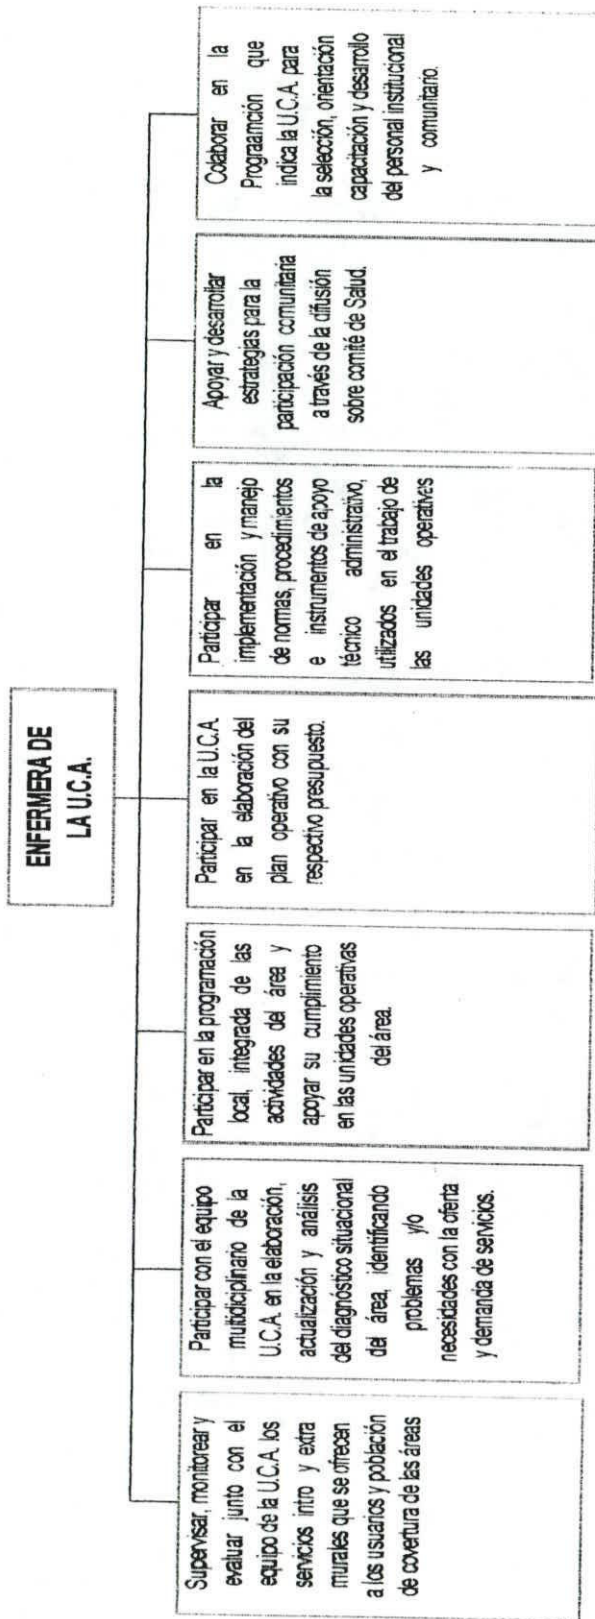 ENFERMERA DE
LA U.C.A.
Supervisar, monitorear y
evaluar junto con el
equipo de la U.C.A. los
servicios intro y extra
murales que se ofrecen
a los usuarios y población
de covertura de las áreas
Participar con el equipo
multidiciplinario de la
U.C.A. en la elaboración,
actualización y análisis
del diagnóstico situacional
del área, identificando
problemas y/o
necesidades con la oferta
y demanda de servicios.
Participar en la programación
local, integrada de las
actividades del área y
apoyar su cumplimiento
en las unidades operativas
del área.
Participar en la U.C.A.
en la elaboración del
plan operativo con su
respectivo presupuesto.
Participar en la
implementación y manejo
de normas, procedimientos
e instrumentos de apoyo
técnico administrativo,
utilizados en el trabajo de
las unidades operativas
Apoyar y desarrollar
estrategias para la
participación comunitaria
a través de la difusión
sobre comité de Salud.
Colaborar en la
Prograamción que
indica la U.C.A. para
la selección, orientación
capacitación y desarrollo
del personal institucional
y comunitario.